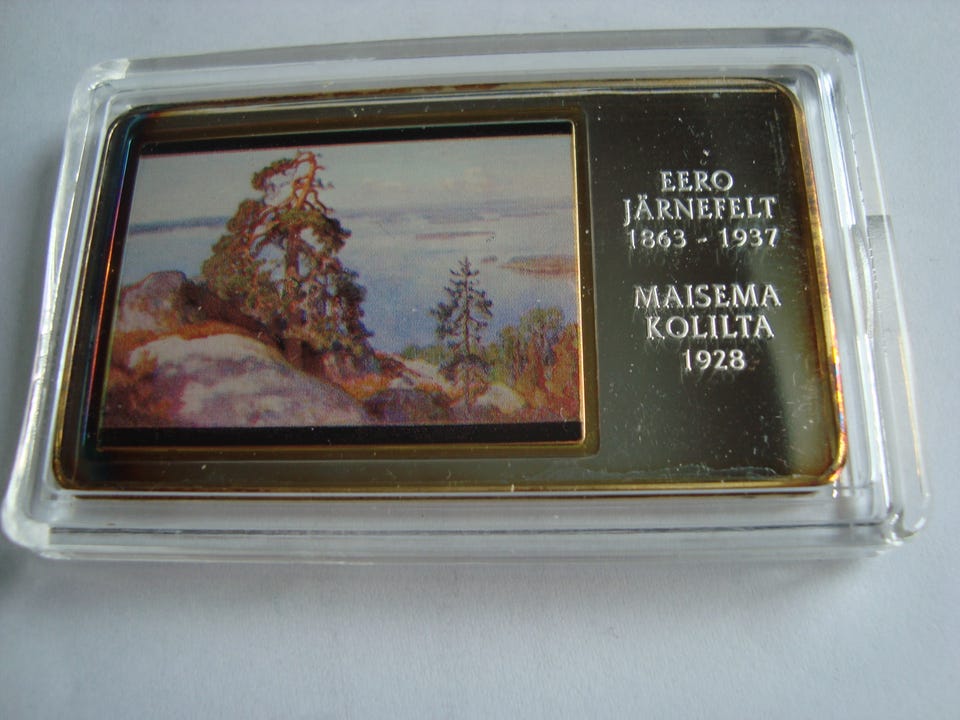 EERO
JÄRNEFELT
1863 - 1937
MAISEMA
KOLILTA
1928